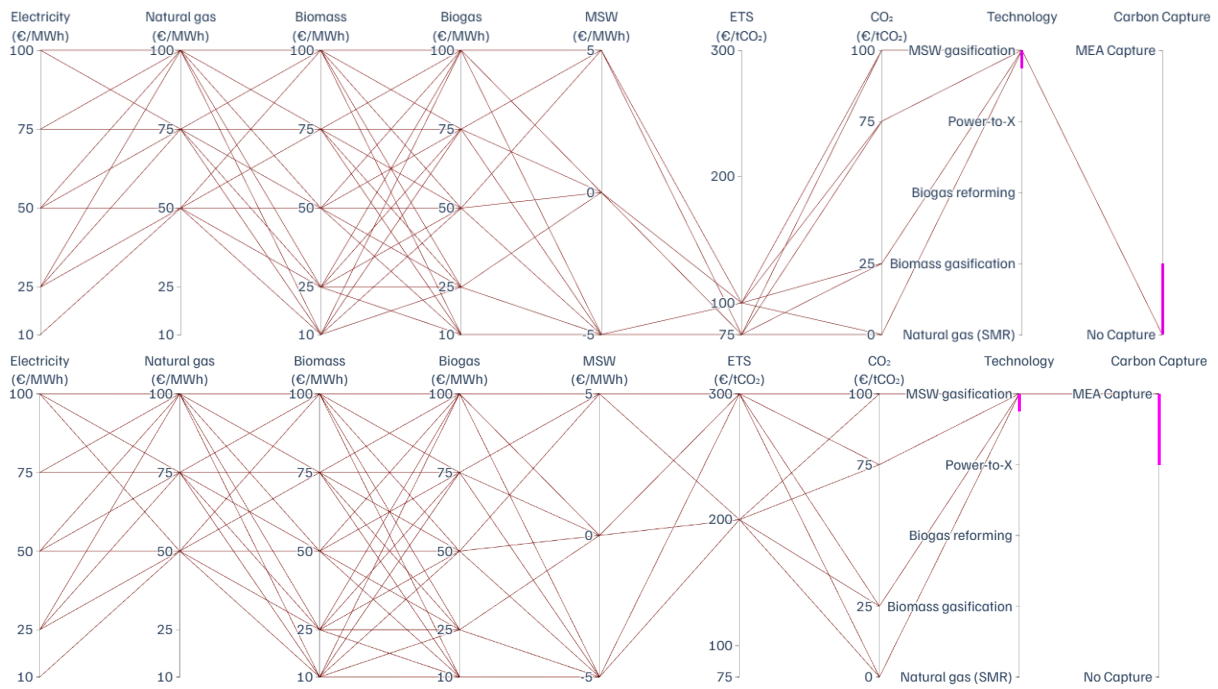 Electricity Natural gas Biomass Biogas MSW ETS CO₂ Technology Carbon Capture
(€/MWh) (€/MWh) (€/MWh) (€/MWh) (€/MWh) (€/tCO₂) (€/tCO₂)
100 100 100 100 5 300 100 MSW gasification MEA Capture
75 Power-to-X
75 75 75 75
200
0 Biogas reforming
50 50 50 50
25 Biomass gasification
25 25 25 25
100
10 10 10 10 -5 75 0 Natural gas (SMR) No Capture
Electricity Natural gas Biomass Biogas MSW ETS CO₂ Technology Carbon Capture
(€/MWh) (€/MWh) (€/MWh) (€/MWh) (€/MWh) (€/tCO₂) (€/tCO₂)
100 100 100 100 5 300 100 MSW gasification MEA Capture
75 Power-to-X
75 75 75 75
200
0 Biogas reforming
50 50 50 50
25 Biomass gasification
25 25 25 25
100
10 10 10 10 -5 75 0 Natural gas (SMR) No Capture